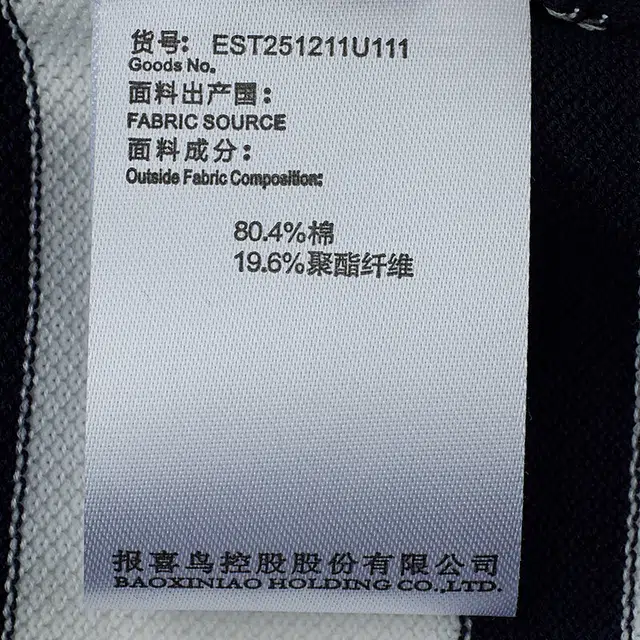 货号: EST251211U111
Goods No.
面料出产国：
FABRIC SOURCE
面料成分：
Outside Fabric Composition:
80.4%棉
19.6%聚酯纤维
报喜鸟控股股份有限公司
BAOXINIAO HOLDING CO.,LTD.